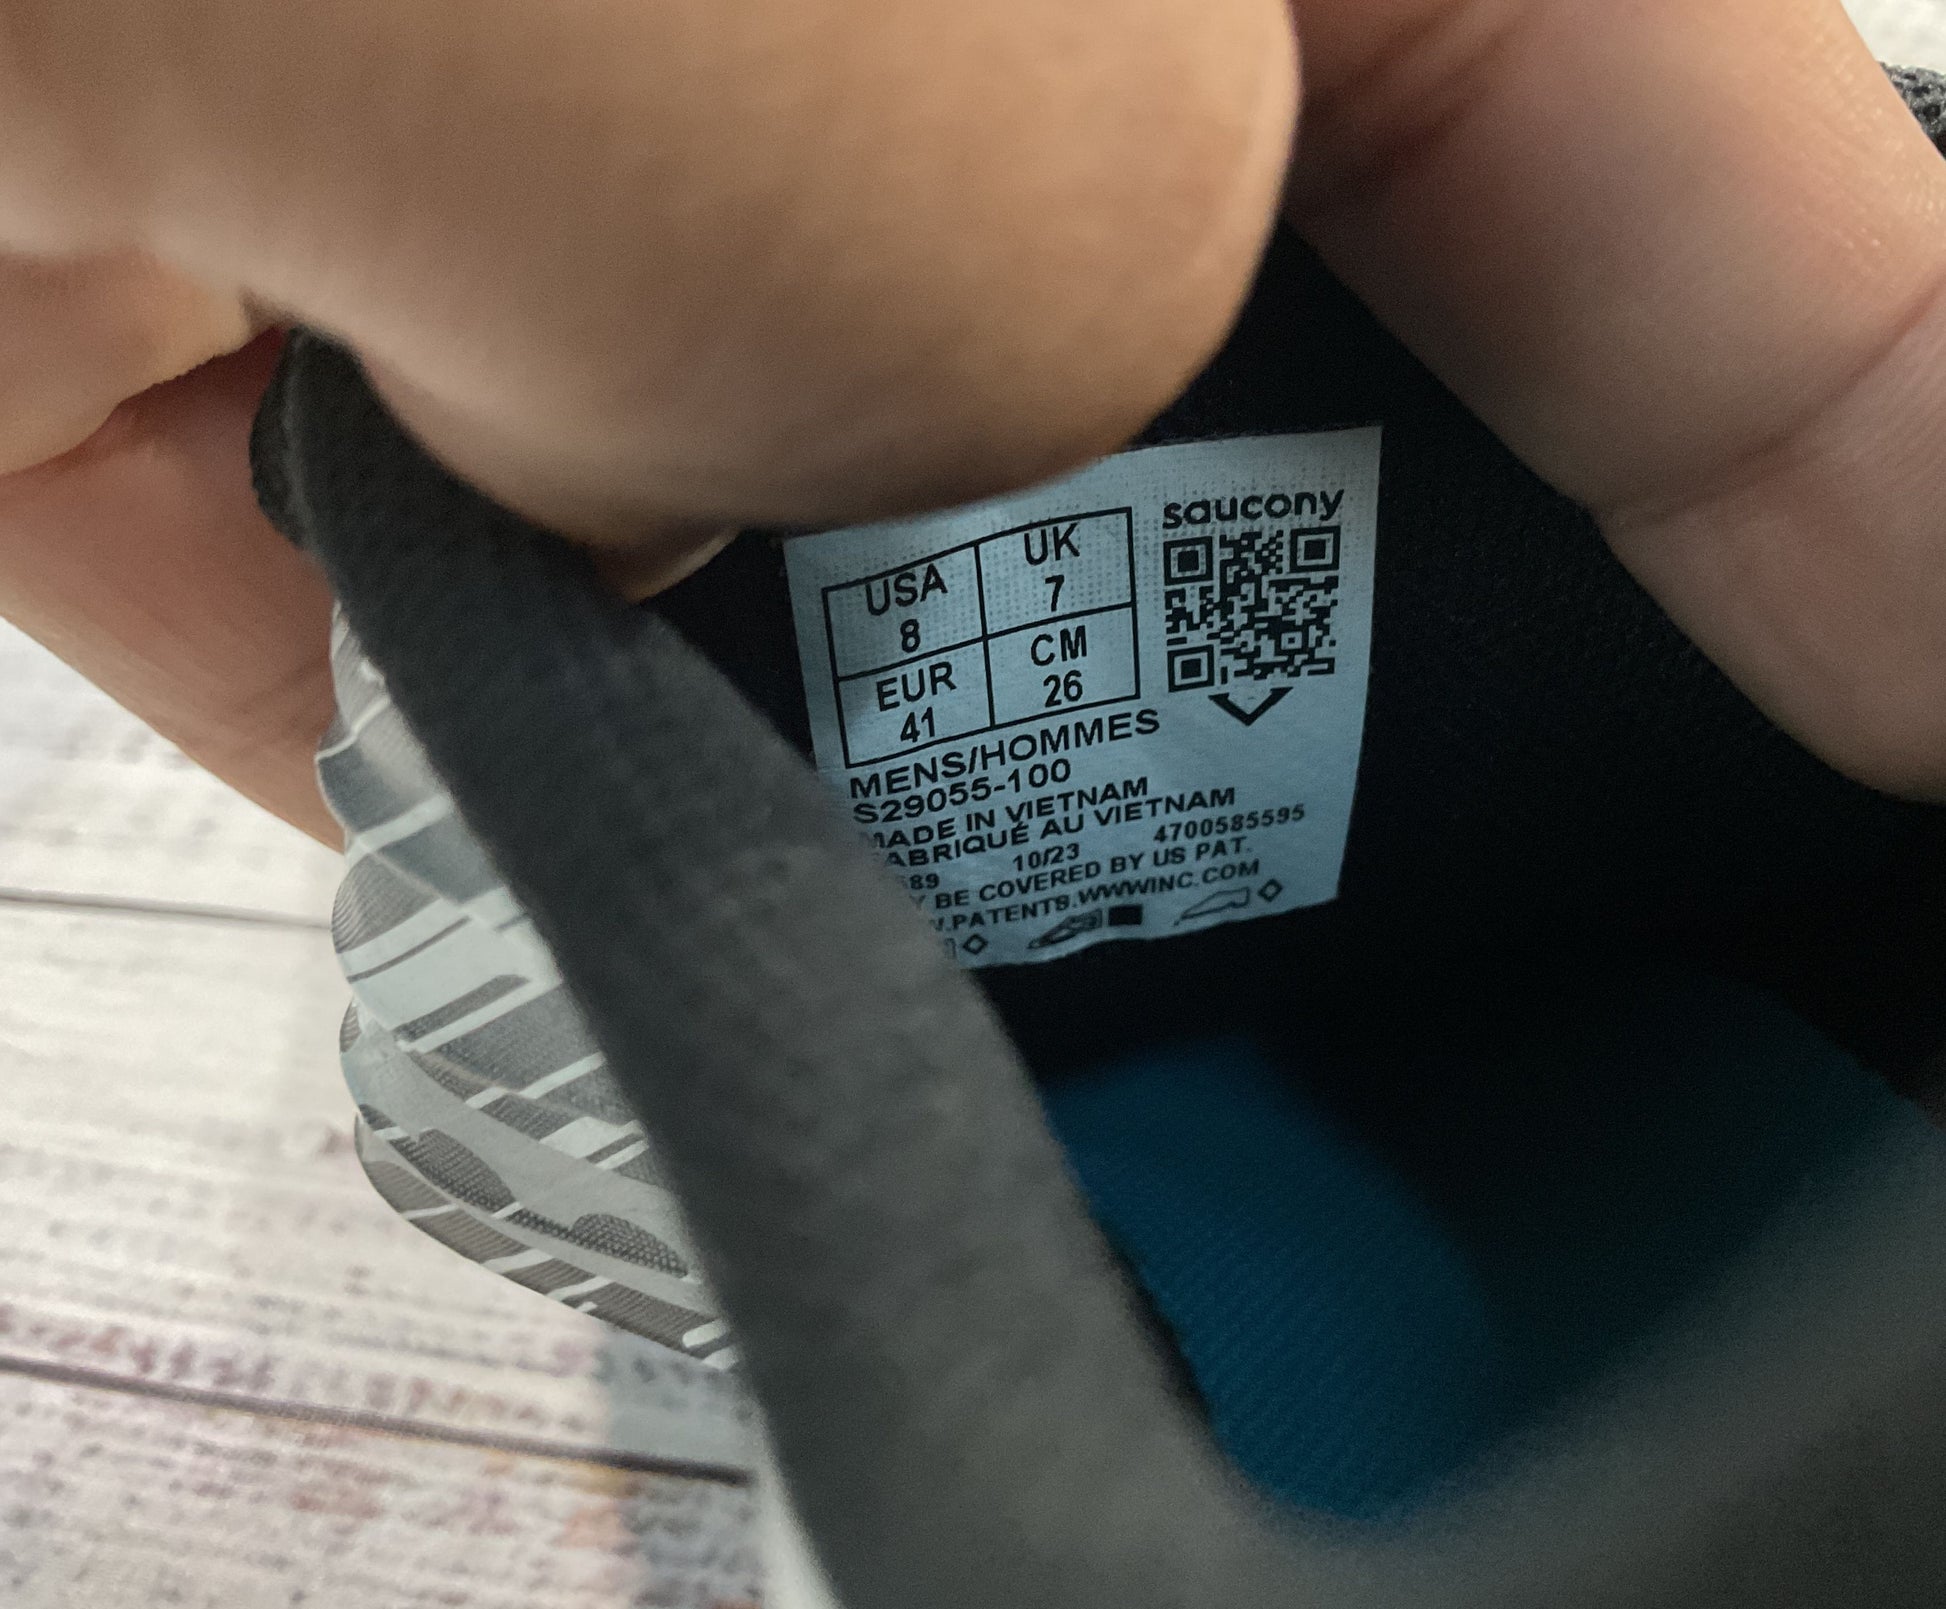 saucony
USA
8
UK
7
EUR
41
CM
26
MENS/HOMMES
S29055-100
MADE IN VIETNAM
FABRIQUÉ AU VIETNAM
89 10/23 4700585595
BE COVERED BY US PAT.
.PATENTS.WWWINC.COM